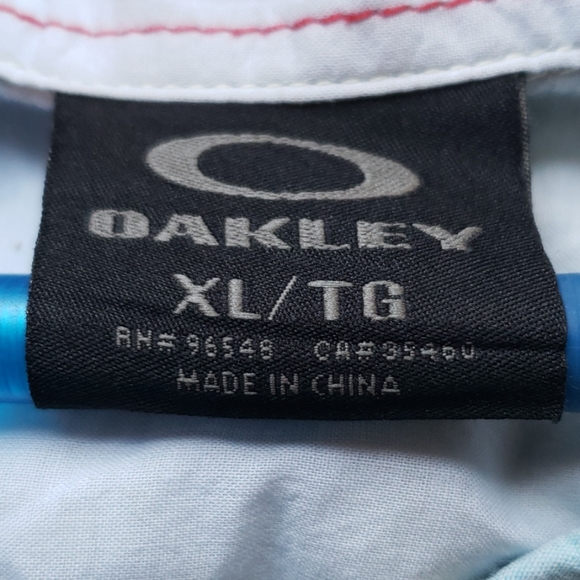 OAKLEY
XL/TG
RN# 96548 CA# 35460
MADE IN CHINA